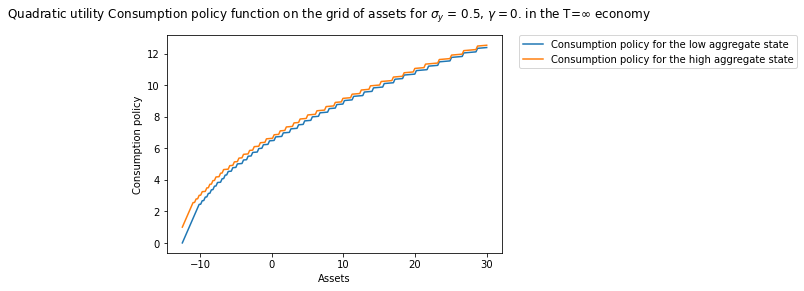 Quadratic utility Consumption policy function on the grid of assets for σ_y = 0.5, γ = 0. in the T=∞ economy
Consumption policy for the low aggregate state
Consumption policy for the high aggregate state
Consumption policy
12
10
8
6
4
2
0
−10
0
10
20
30
Assets